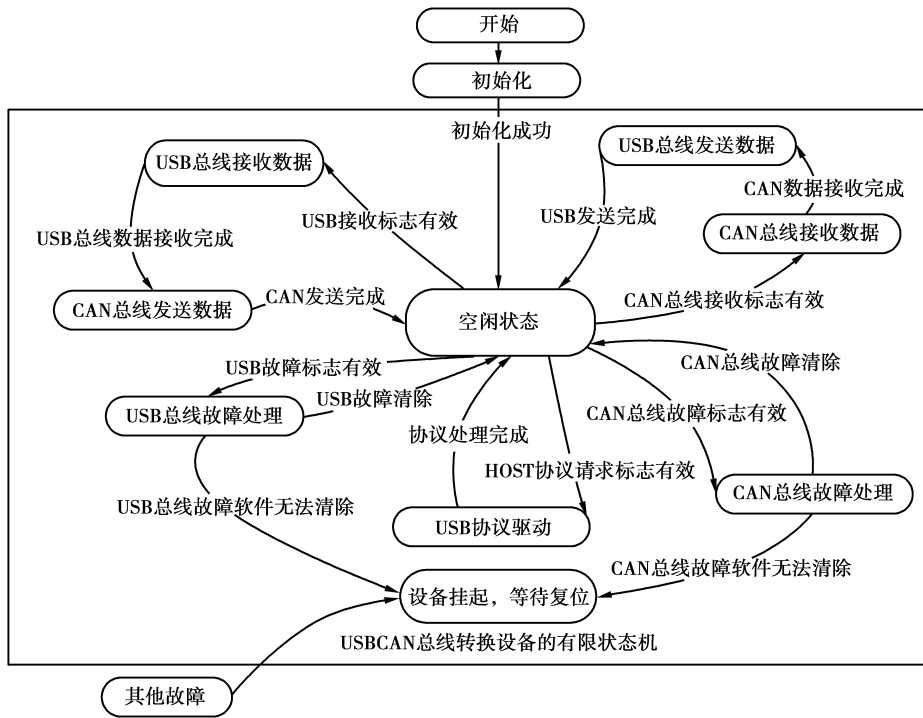 开始
初始化
初始化成功
USB总线发送数据
USB总线接收数据
CAN数据接收完成
USB接收标志有效
USB发送完成
CAN总线接收数据
USB总线数据接收完成
CAN发送完成
CAN总线接收标志有效
CAN总线发送数据
空闲状态
USB故障标志有效
CAN总线故障清除
USB故障清除
USB总线故障处理
CAN总线故障标志有效
协议处理完成
HOST协议请求标志有效
CAN总线故障处理
USB总线故障软件无法清除
USB协议驱动
CAN总线故障软件无法清除
设备挂起，等待复位
USBCAN总线转换设备的有限状态机
其他故障